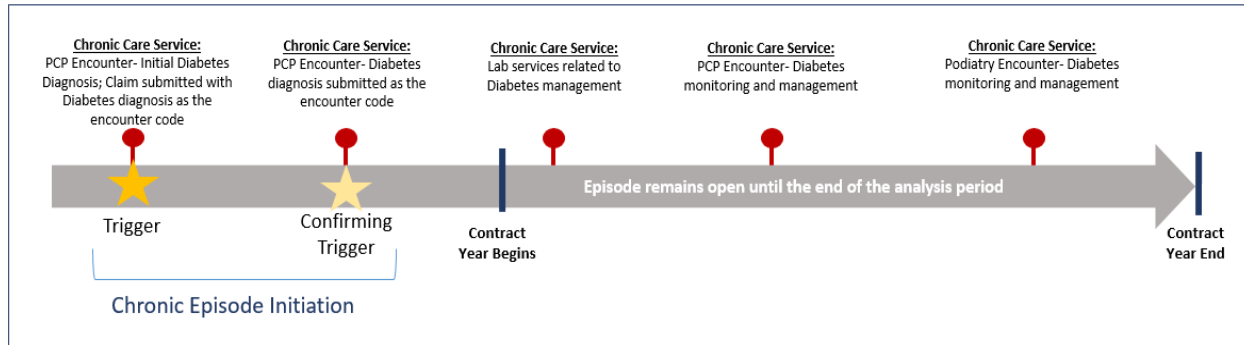 Chronic Care Service:
PCP Encounter- Initial Diabetes
Diagnosis; Claim submitted with
Diabetes diagnosis as the
encounter code
Chronic Care Service:
PCP Encounter- Diabetes
diagnosis submitted as the
encounter code
Chronic Care Service:
Lab services related to
Diabetes management
Chronic Care Service:
PCP Encounter- Diabetes
monitoring and management
Chronic Care Service:
Podiatry Encounter- Diabetes
monitoring and management
Episode remains open until the end of the analysis period
Trigger
Confirming
Trigger
Contract
Year Begins
Contract
Year End
Chronic Episode Initiation